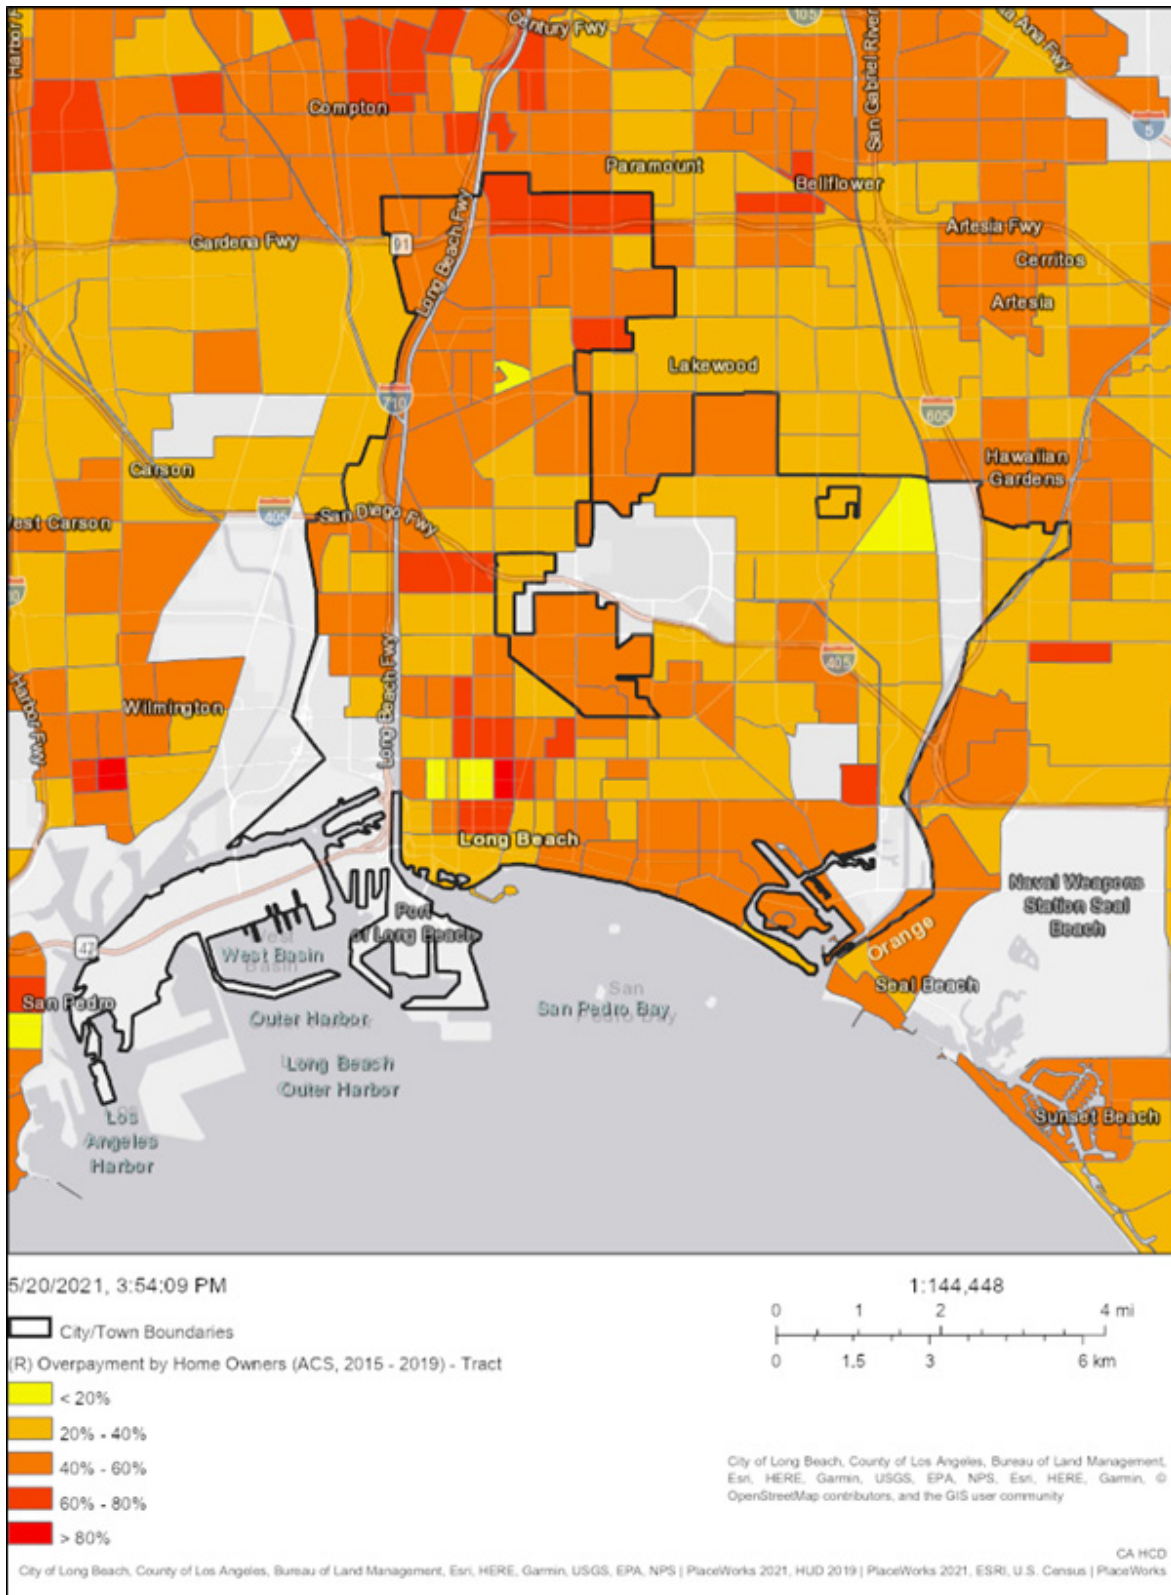 Century Fwy
105
Ana Fwy
San Gabriel River
5
Compton
Paramount
Bellflower
Long Beach Fwy
Gardena Fwy
91
Artesia Fwy
Cerritos
Artesia
Lakewood
710
605
Carson
Hawaiian
Gardens
405
San Diego Fwy
West Carson
Long Beach Fwy
405
Harbor Fwy
Wilmington
Long Beach
Naval Weapons
Station Seal
Beach
Port
of Long Beach
Orange
47
West Basin
West
Basin
San Pedro
Seal Beach
San
Pedro Bay
San Pedro Bay
Outer Harbor
Long Beach
Outer Harbor
Los
Angeles
Harbor
Sunset Beach
5/20/2021, 3:54:09 PM
1:144,448
0 1 2 4 mi
0 1.5 3 6 km
City/Town Boundaries
(R) Overpayment by Home Owners (ACS, 2015 - 2019) - Tract
< 20%
20% - 40%
40% - 60%
60% - 80%
> 80%
City of Long Beach, County of Los Angeles, Bureau of Land Management,
Esri, HERE, Garmin, USGS, EPA, NPS, Esri, HERE, Garmin, ©
OpenStreetMap contributors, and the GIS user community
CA HCD
City of Long Beach, County of Los Angeles, Bureau of Land Management, Esri, HERE, Garmin, USGS, EPA, NPS | PlaceWorks 2021, HUD 2019 | PlaceWorks 2021, ESRI, U.S. Census | PlaceWorks